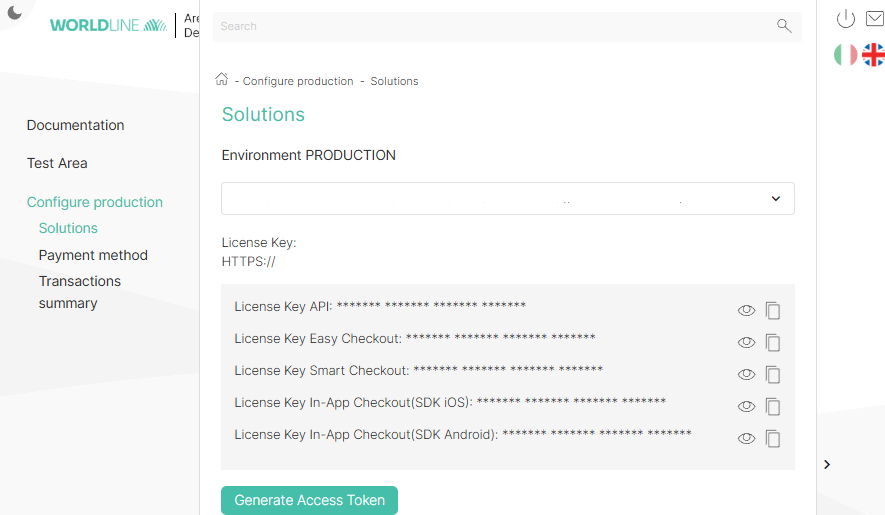 WORLDLINE
Are
De
Search
- Configure production - Solutions
Documentation
Test Area
Configure production
Solutions
Payment method
Transactions
summary
Solutions
Environment PRODUCTION
License Key:
HTTPS://
License Key API: ******* ******* ******* *******
License Key Easy Checkout: ******* ******* ******* *******
License Key Smart Checkout: ******* ******* ******* *******
License Key In-App Checkout(SDK iOS): ******* ******* ******* *******
License Key In-App Checkout(SDK Android): ******* ******* ******* *******
Generate Access Token